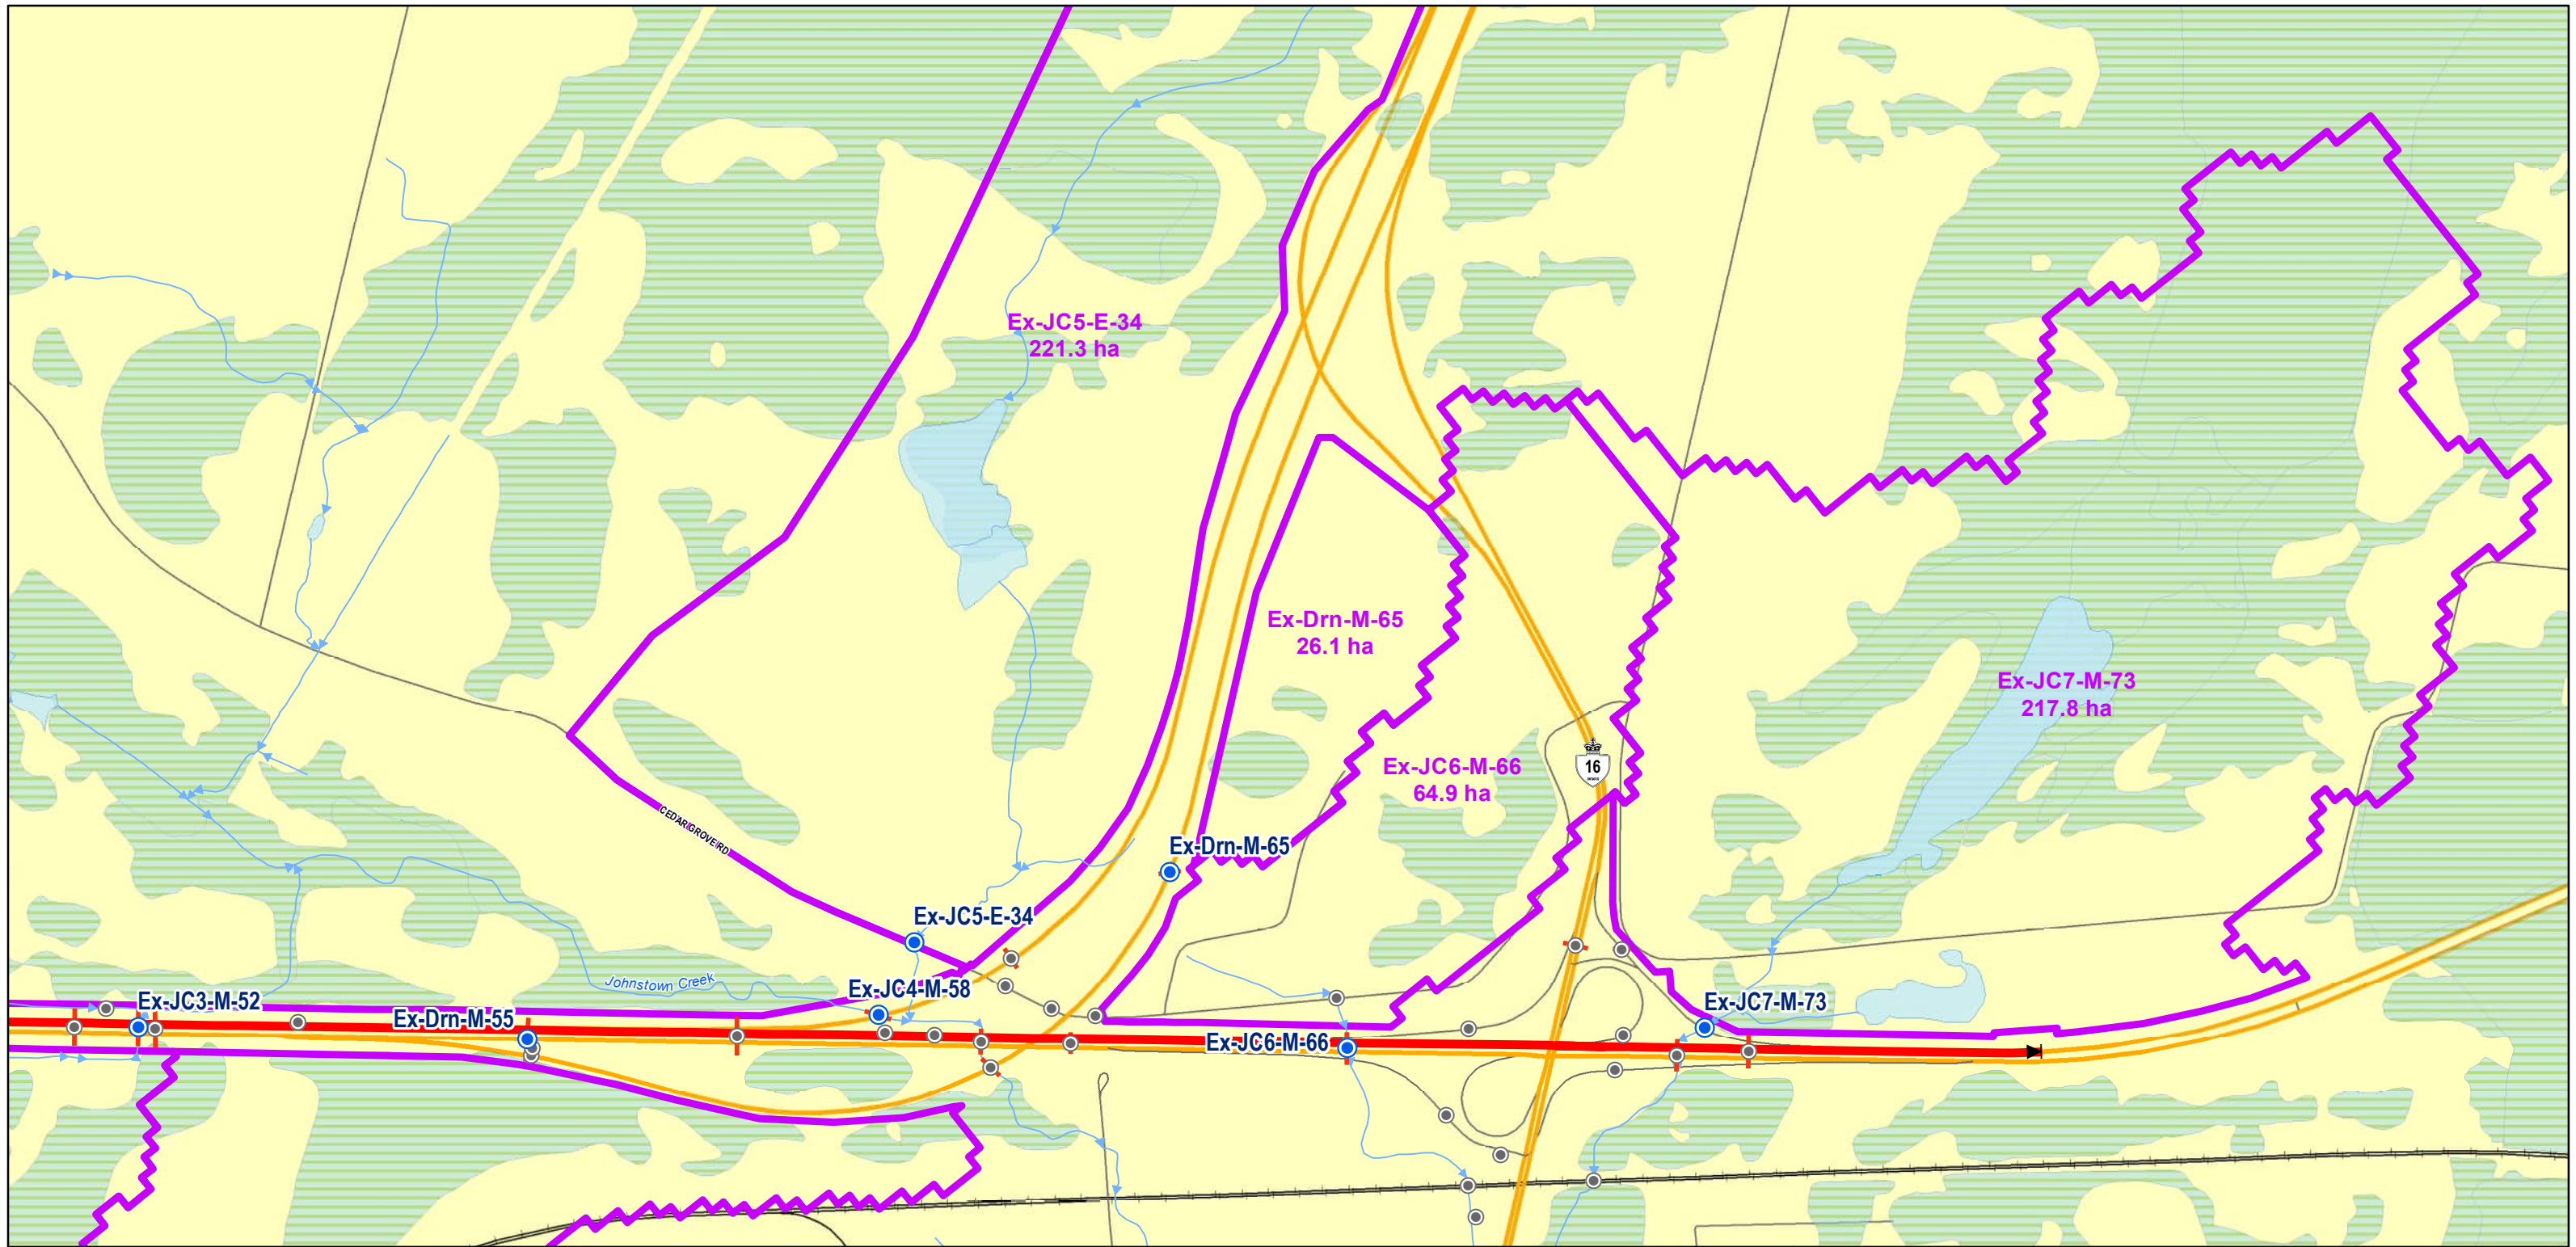 Ex-JC5-E-34
221.3 ha
Ex-Drn-M-65
26.1 ha
Ex-JC7-M-73
217.8 ha
Ex-JC6-M-66
64.9 ha
16
CEDAR GROVE RD
Ex-Drn-M-65
Ex-JC5-E-34
Johnstown Creek
Ex-JC4-M-58
Ex-JC3-M-52
Ex-Drn-M-55
Ex-JC7-M-73
Ex-JC6-M-66